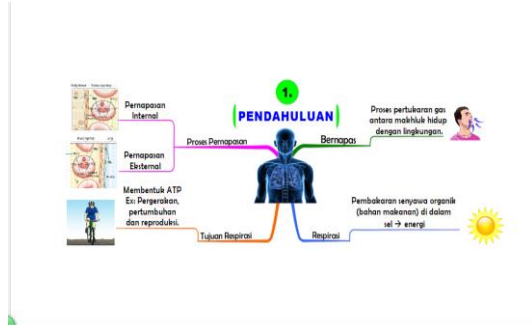 1.
( PENDAHULUAN )
Pernapasan
Internal
Pernapasan
Eksternal
Proses Pernapasan
Bernapas
Proses pertukaran gas
antara makhluk hidup
dengan lingkungan.
Membentuk ATP
Ex: Pergerakan,
pertumbuhan
dan reproduksi.
Tujuan Respirasi
Respirasi
Pembakaran senyawa organik
(bahan makanan) di dalam
sel → energi